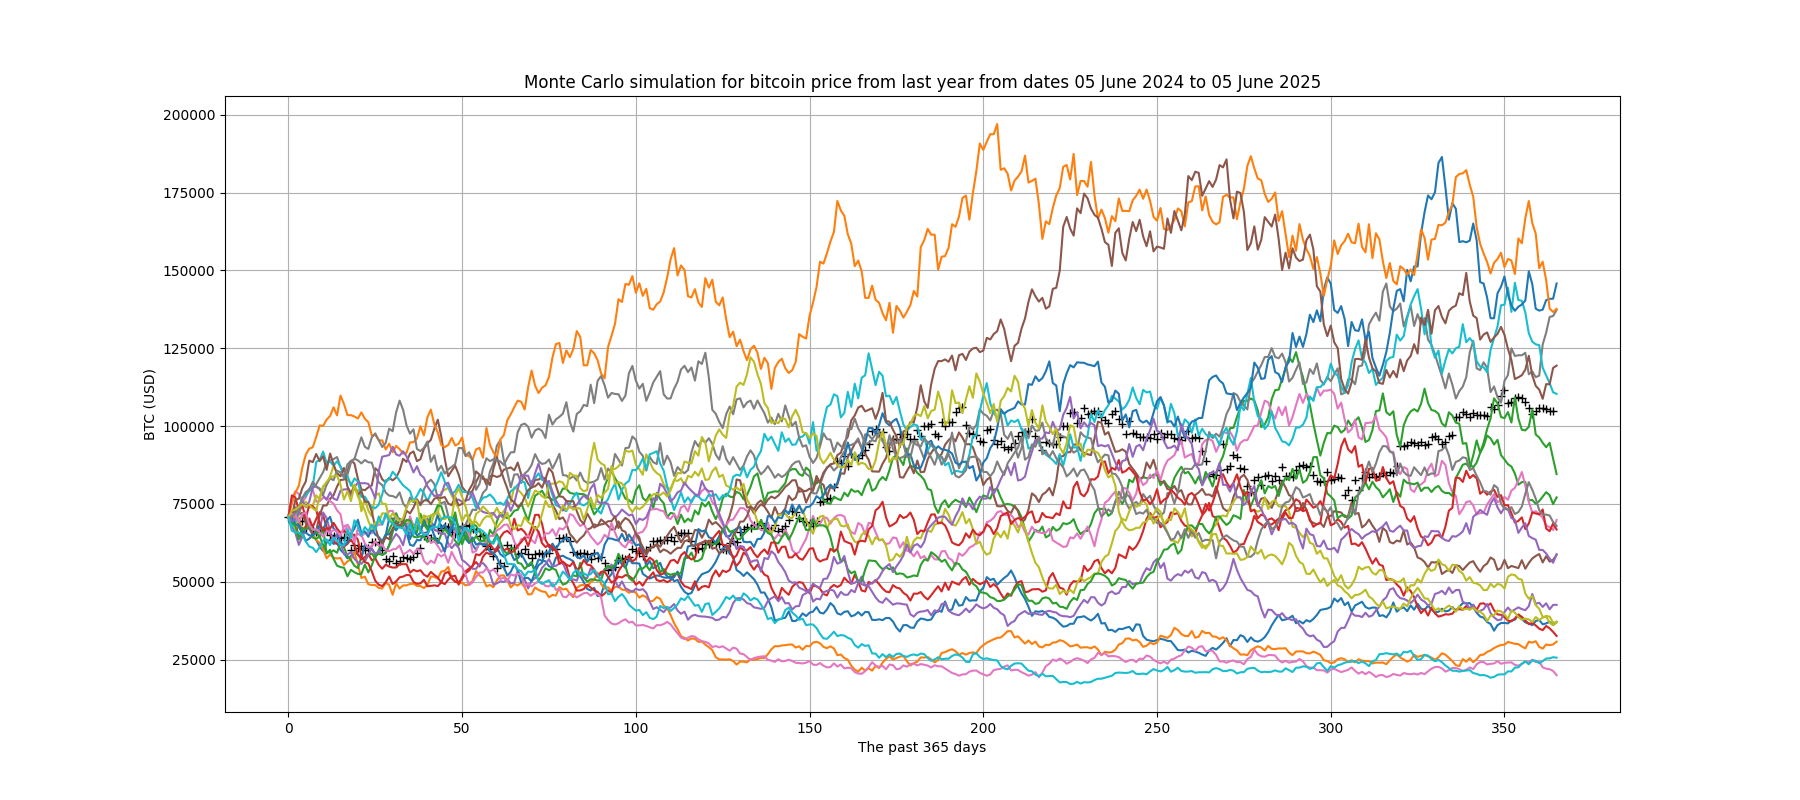 Monte Carlo simulation for bitcoin price from last year from dates 05 June 2024 to 05 June 2025
200000
175000
150000
125000
100000
75000
50000
25000
BTC (USD)
0 50 100 150 200 250 300 350
The past 365 days